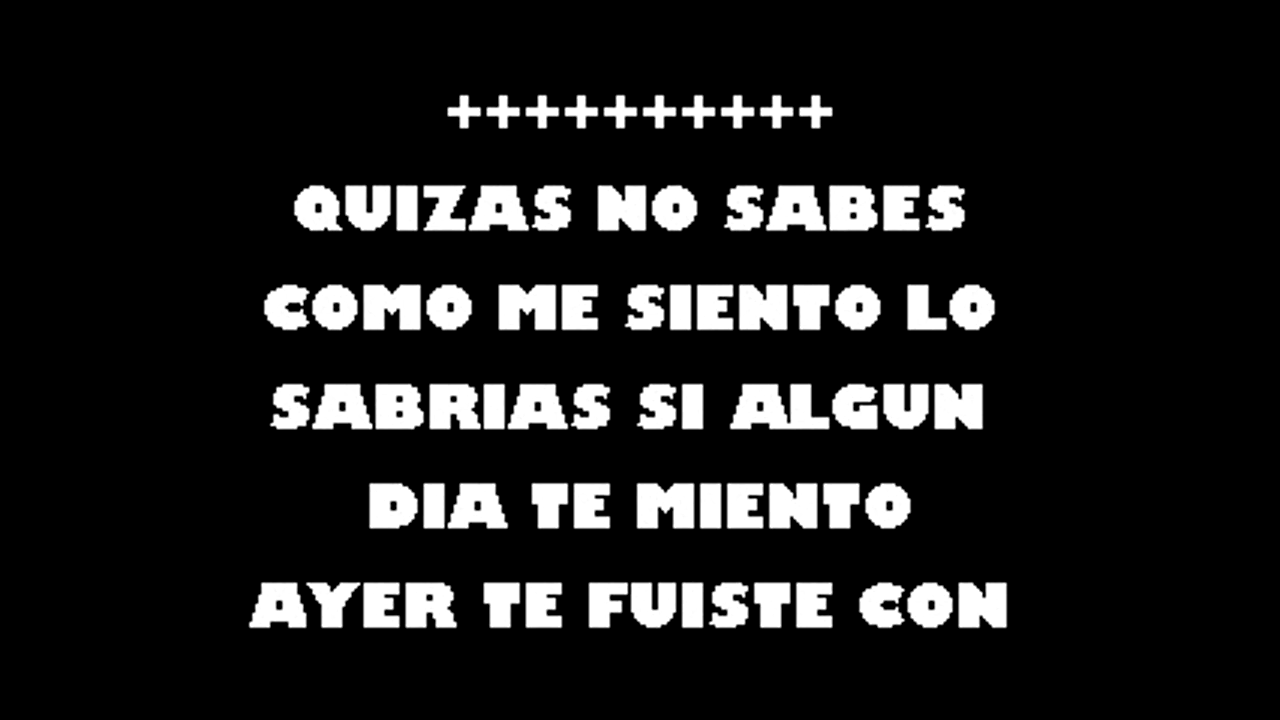 ++++++++++
QUIZAS NO SABES
COMO ME SIENTO LO
SABRIAS SI ALGUN
DIA TE MIENTO
AYER TE FUISTE CON